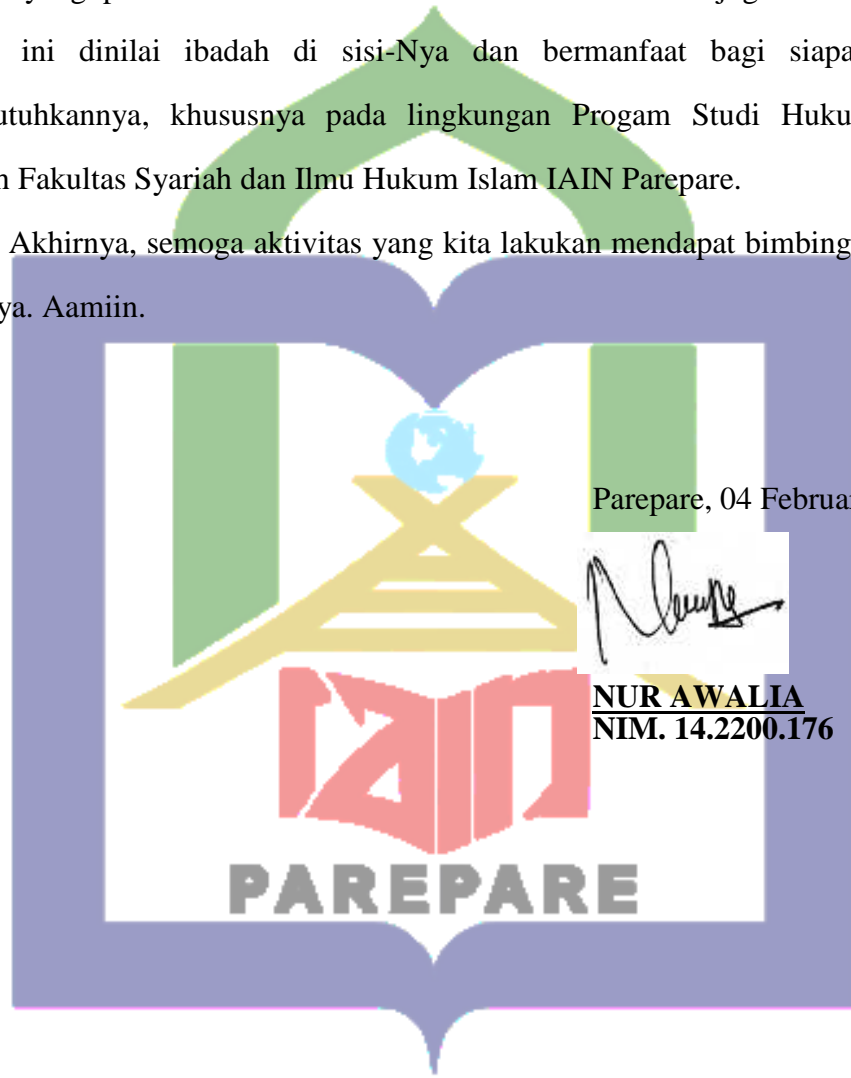 ini dinilai ibadah di sisi-Nya dan bermanfaat bagi siapa
utuhkannya, khususnya pada lingkungan Progam Studi Huku
n Fakultas Syariah dan Ilmu Hukum Islam IAIN Parepare.
Akhirnya, semoga aktivitas yang kita lakukan mendapat bimbing
ya. Aamiin.
Parepare, 04 Februa
NUR AWALIA
NIM. 14.2200.176
iain
PAREPARE